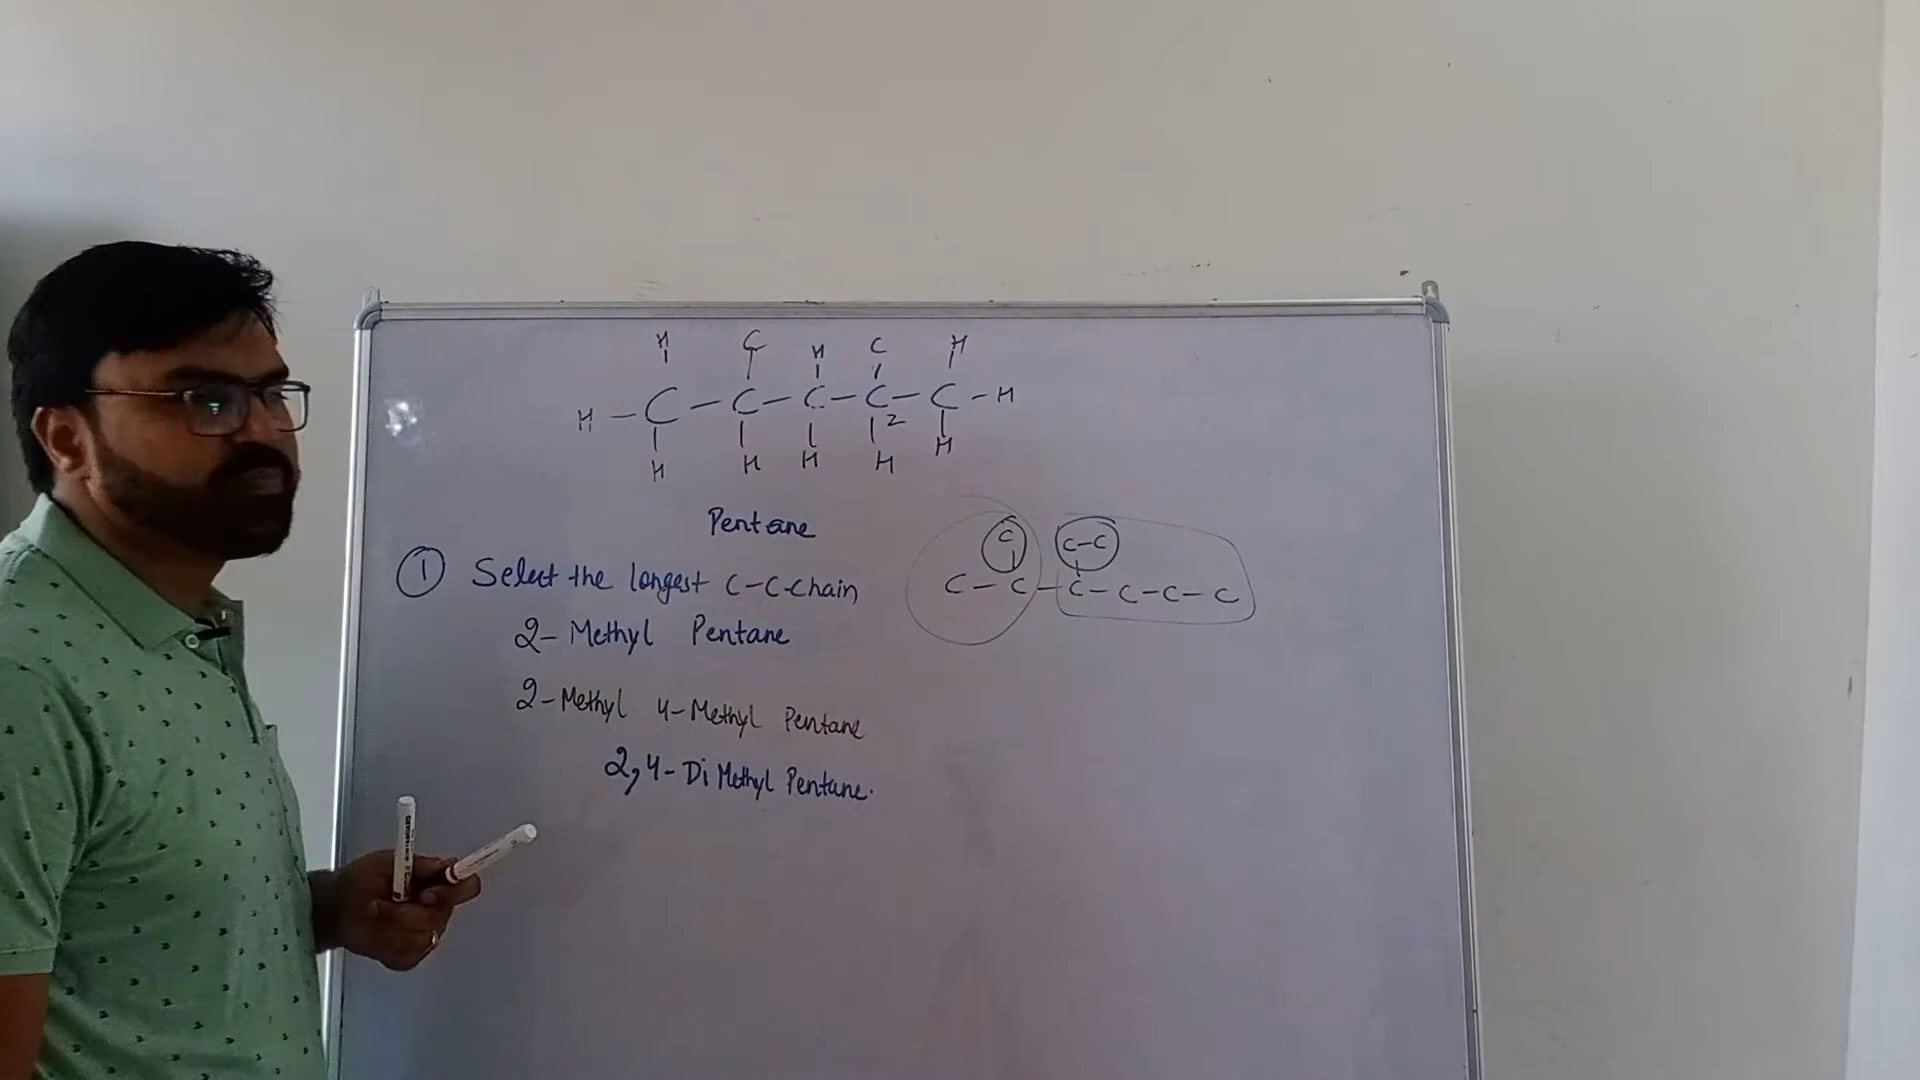 H C H C H
H — C — C — C — C — C - H
2
H H H H H
Pentane
① Select the longest C-C-Chain
2- Methyl Pentane
2-Methyl 4-Methyl Pentane
2,4- Di Methyl Pentane.
C C-C
C - C - C - C - C - C